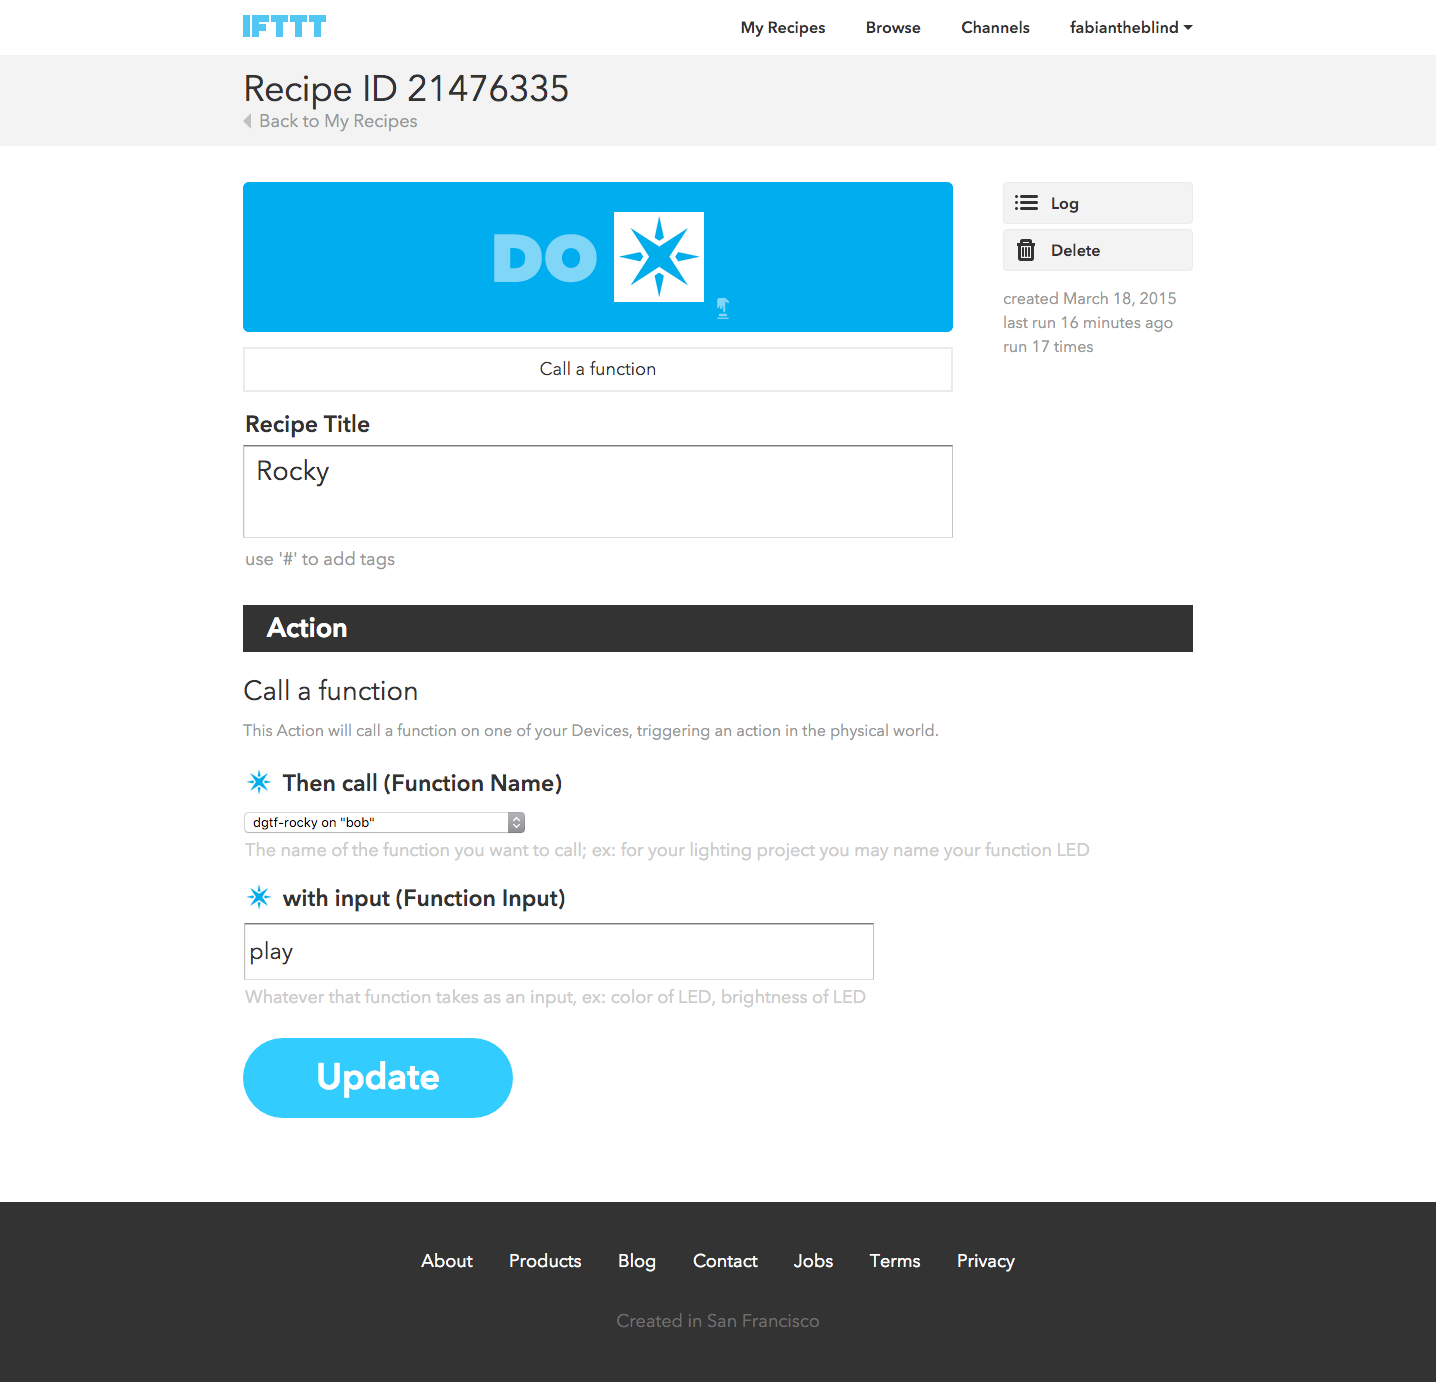 IFTTT
My Recipes Browse Channels fabiantheblind
Recipe ID 21476335
Back to My Recipes
DO
Log
Delete
created March 18, 2015
last run 16 minutes ago
run 17 times
Call a function
Recipe Title
Rocky
use '#' to add tags
Action
Call a function
This Action will call a function on one of your Devices, triggering an action in the physical world.
Then call (Function Name)
dgtf-rocky on "bob"
The name of the function you want to call; ex: for your lighting project you may name your function LED
with input (Function Input)
play
Whatever that function takes as an input, ex: color of LED, brightness of LED
Update
About Products Blog Contact Jobs Terms Privacy
Created in San Francisco